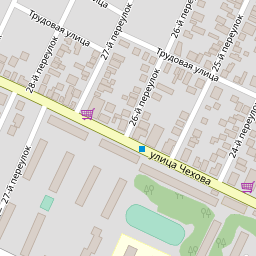 Трудовая улица
27-й переулок
26-й переулок
25-й переулок
Трудовая улица
28-й переулок
26-й переулок
24-й переулок
улица Чехова
27-й переулок